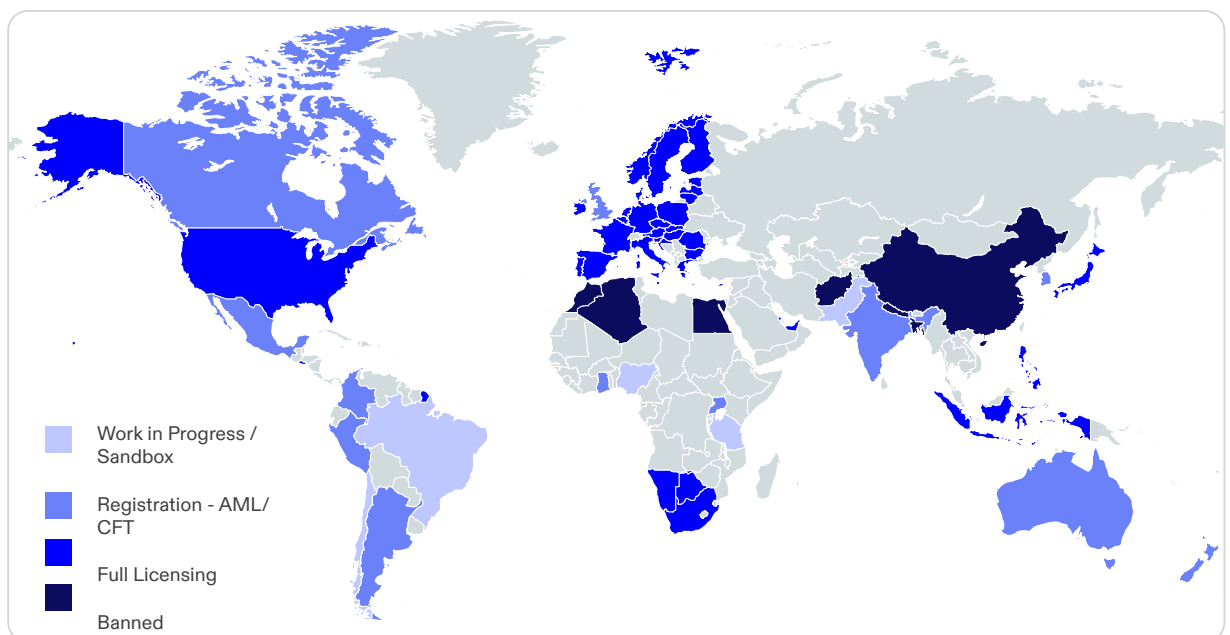 Work in Progress /
Sandbox
Registration - AML/
CFT
Full Licensing
Banned